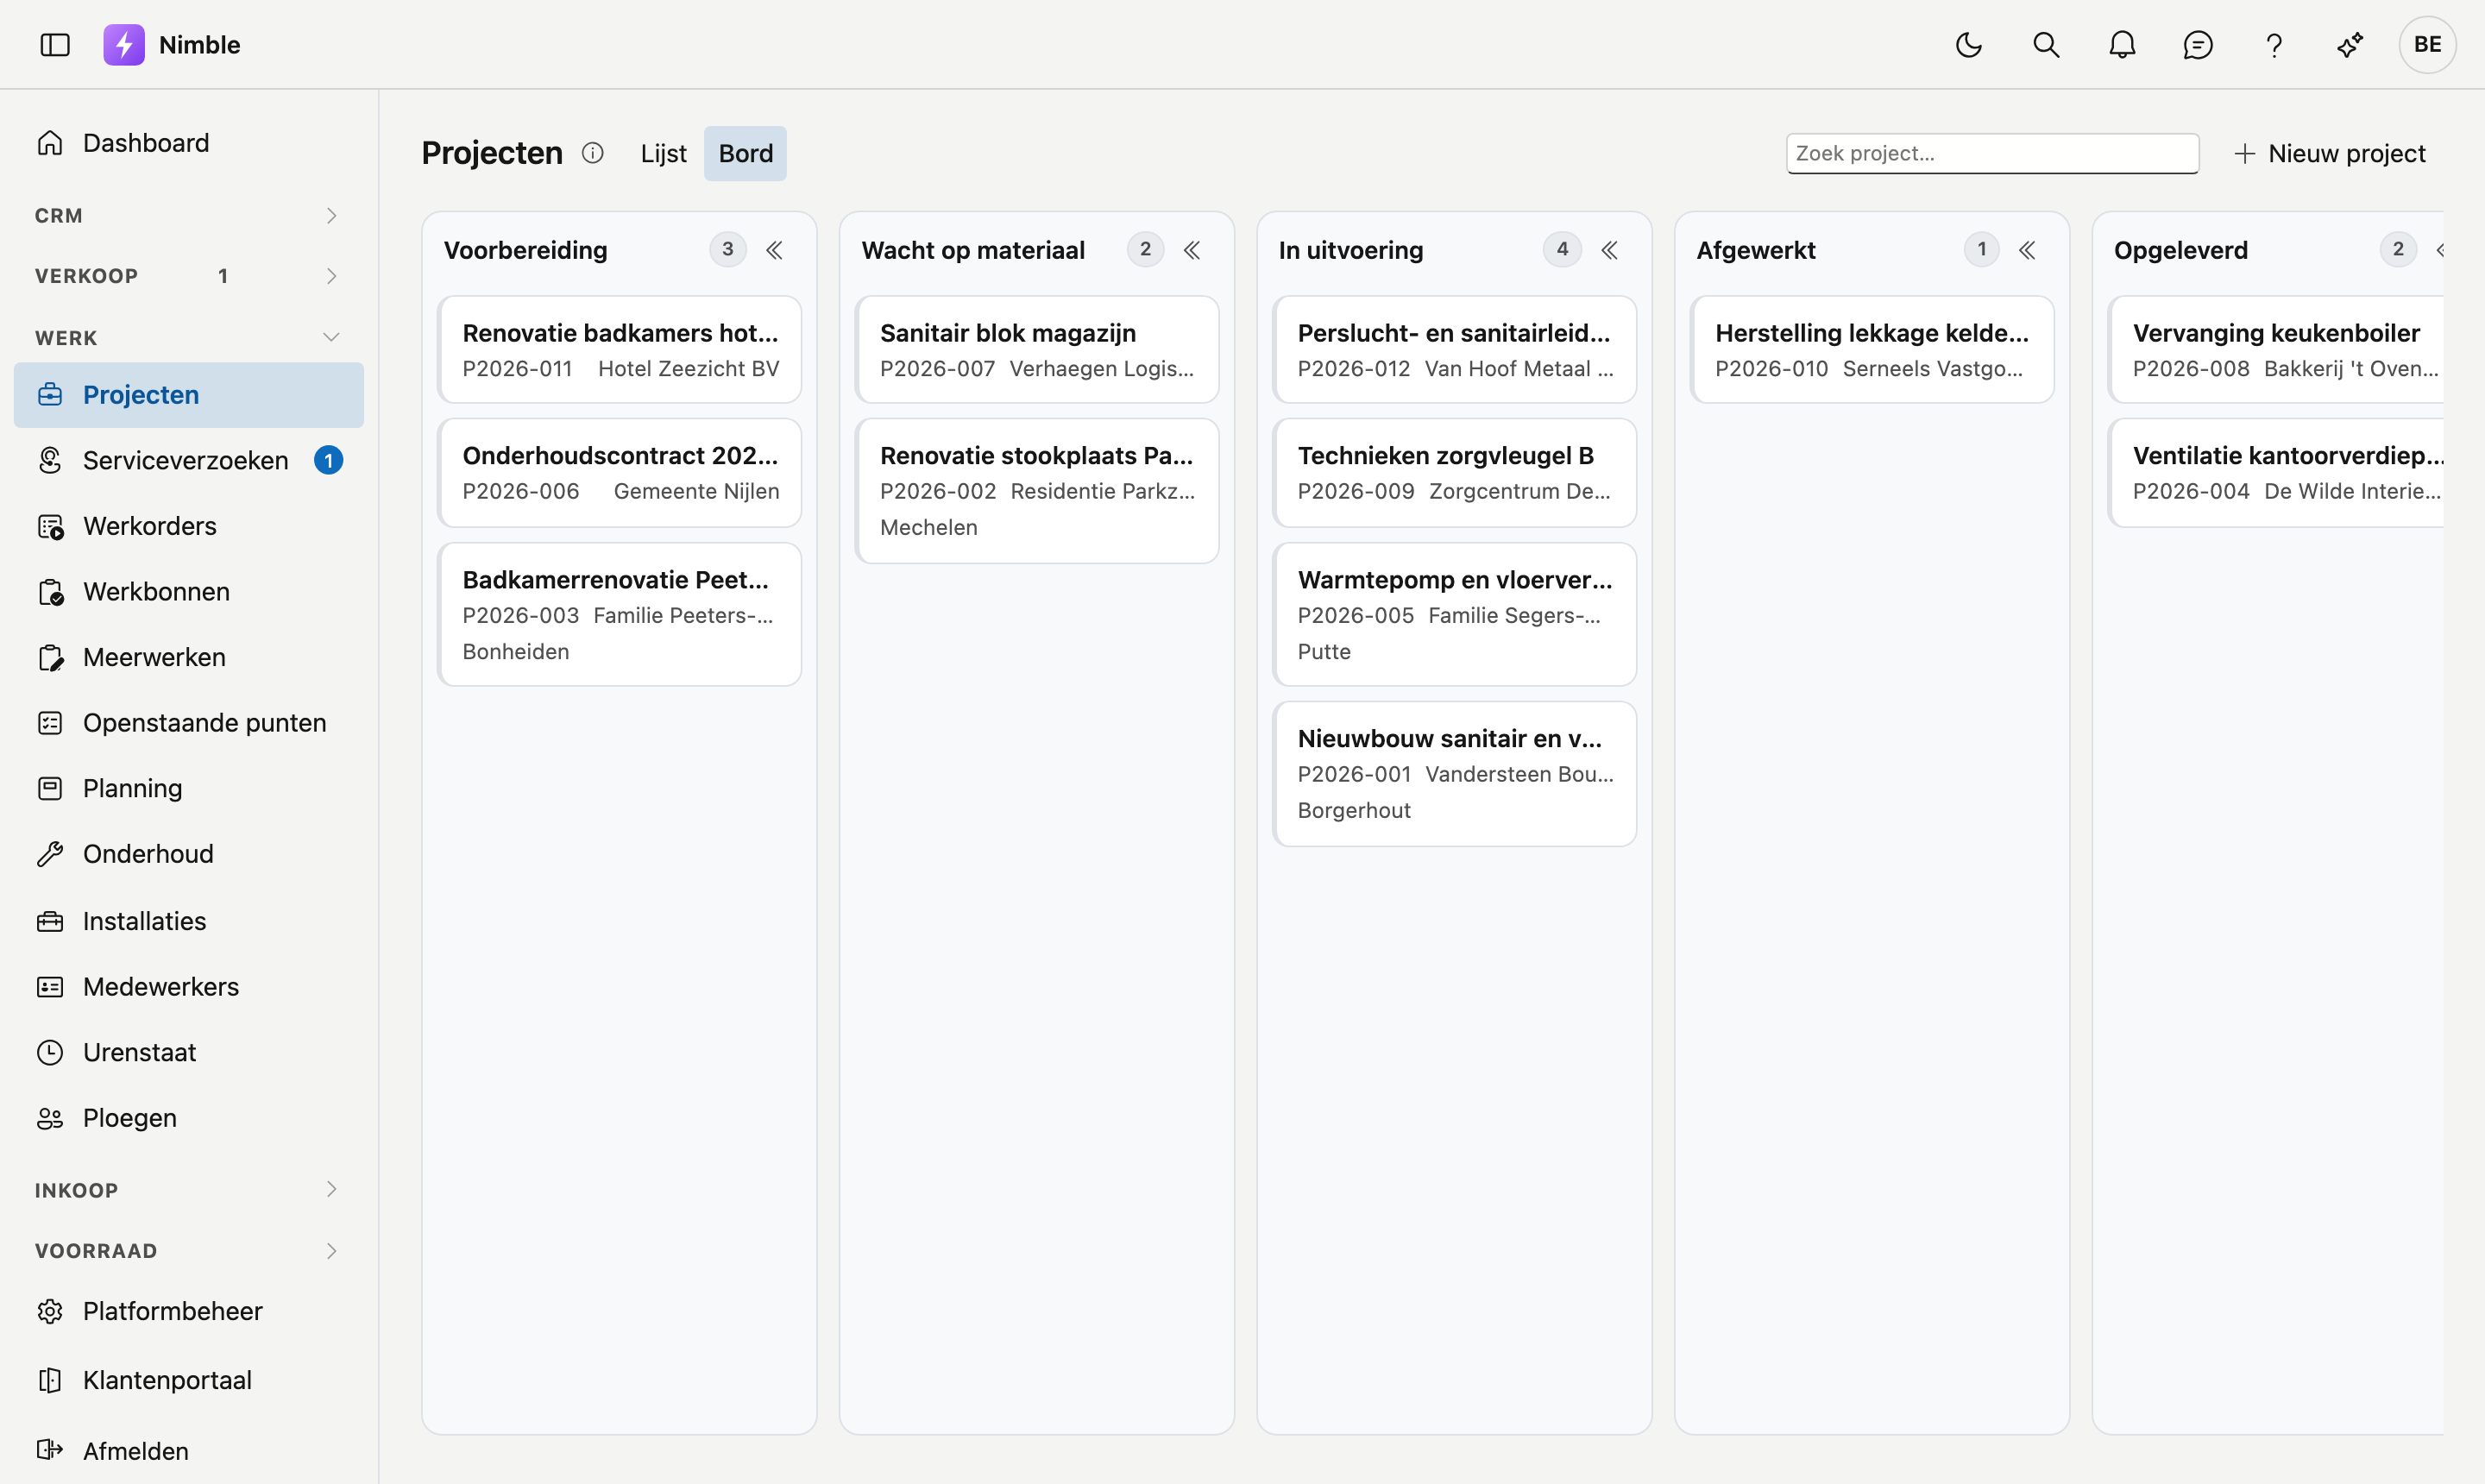 Nimble
BE
Dashboard
CRM
VERKOOP 1
WERK
Projecten
Serviceverzoeken 1
Werkorders
Werkbonnen
Meerwerken
Openstaande punten
Planning
Onderhoud
Installaties
Medewerkers
Urenstaat
Ploegen
INKOOP
VOORRAAD
Platformbeheer
Klantenportaal
Afmelden
Projecten Lijst Bord Zoek project... Nieuw project
Voorbereiding 3
Renovatie badkamers hot...
P2026-011 Hotel Zeezicht BV
Onderhoudscontract 202...
P2026-006 Gemeente Nijlen
Badkamerrenovatie Peet...
P2026-003 Familie Peeters-...
Bonheiden
Wacht op materiaal 2
Sanitair blok magazijn
P2026-007 Verhaegen Logis...
Renovatie stookplaats Pa...
P2026-002 Residentie Parkz...
Mechelen
In uitvoering 4
Perslucht- en sanitairleid...
P2026-012 Van Hoof Metaal ...
Technieken zorgvleugel B
P2026-009 Zorgcentrum De...
Warmtepomp en vloerver...
P2026-005 Familie Segers-...
Putte
Nieuwbouw sanitair en v...
P2026-001 Vandersteen Bou...
Borgerhout
Afgewerkt 1
Herstelling lekkage kelde...
P2026-010 Serneels Vastgo...
Opgeleverd 2
Vervanging keukenboiler
P2026-008 Bakkerij 't Oven...
Ventilatie kantoorverdiep...
P2026-004 De Wilde Interie...